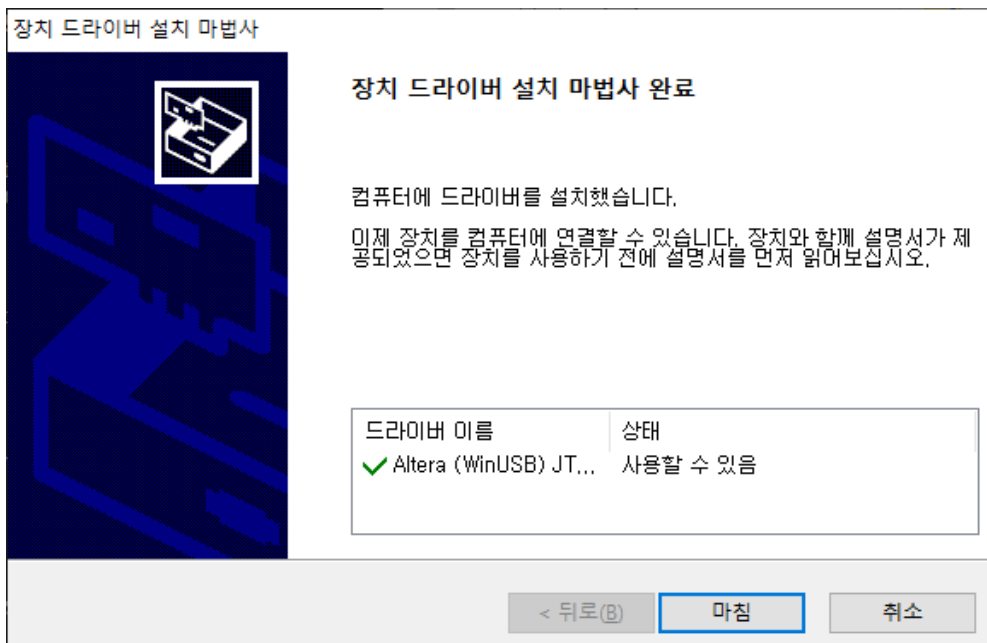 장치 드라이버 설치 마법사
장치 드라이버 설치 마법사 완료
컴퓨터에 드라이버를 설치했습니다.
이제 장치를 컴퓨터에 연결할 수 있습니다. 장치와 함께 설명서가 제
공되었으면 장치를 사용하기 전에 설명서를 먼저 읽어보십시오.
드라이버 이름 상태
Altera (WinUSB) JT... 사용할 수 있음
< 뒤로(B) 마침 취소